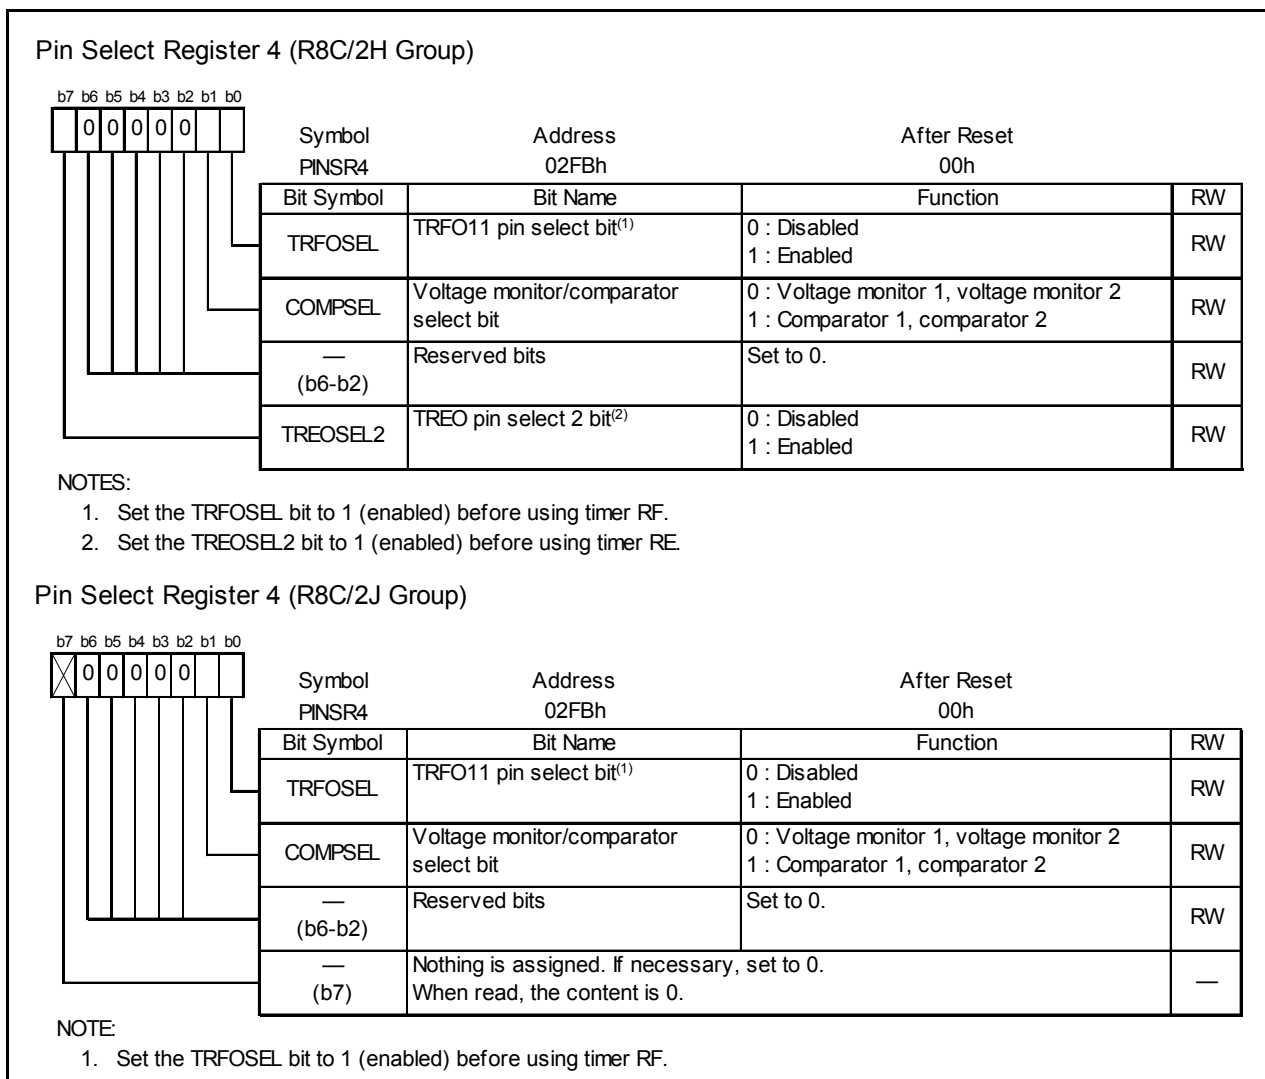 Pin Select Register 4 (R8C/2H Group)
b7 b6 b5 b4 b3 b2 b1 b0
0 0 0 0 0
Symbol Address After Reset
PINSR4 02FBh 00h
Bit Symbol Bit Name Function RW
TRFOSEL TRFO11 pin select bit(1) 0 : Disabled RW
1 : Enabled
COMPSEL Voltage monitor/comparator 0 : Voltage monitor 1, voltage monitor 2 RW
select bit 1 : Comparator 1, comparator 2
— Reserved bits Set to 0. RW
(b6-b2)
TREOSEL2 TREO pin select 2 bit(2) 0 : Disabled RW
1 : Enabled
NOTES:
1. Set the TRFOSEL bit to 1 (enabled) before using timer RF.
2. Set the TREOSEL2 bit to 1 (enabled) before using timer RE.
Pin Select Register 4 (R8C/2J Group)
b7 b6 b5 b4 b3 b2 b1 b0
0 0 0 0 0
Symbol Address After Reset
PINSR4 02FBh 00h
Bit Symbol Bit Name Function RW
TRFOSEL TRFO11 pin select bit(1) 0 : Disabled RW
1 : Enabled
COMPSEL Voltage monitor/comparator 0 : Voltage monitor 1, voltage monitor 2 RW
select bit 1 : Comparator 1, comparator 2
— Reserved bits Set to 0. RW
(b6-b2)
— Nothing is assigned. If necessary, set to 0. —
(b7) When read, the content is 0.
NOTE:
1. Set the TRFOSEL bit to 1 (enabled) before using timer RF.